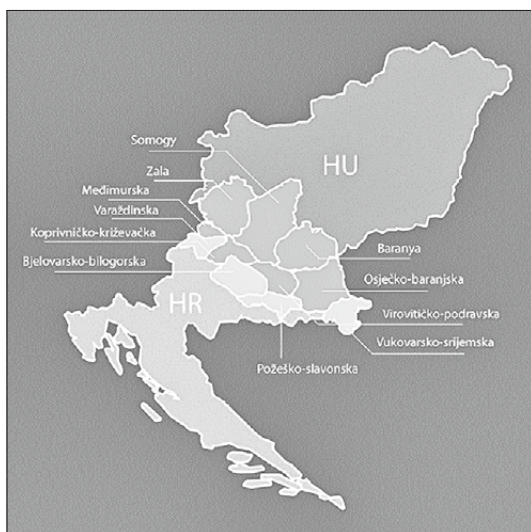 Somogy
HU
Zala
Međimurska
Varaždinska
Koprivničko-križevačka
Bjelovarsko-bilogorska
Baranya
Osječko-baranjska
HR
Virovitičko-podravska
Vukovarsko-srijemska
Požeško-slavonska